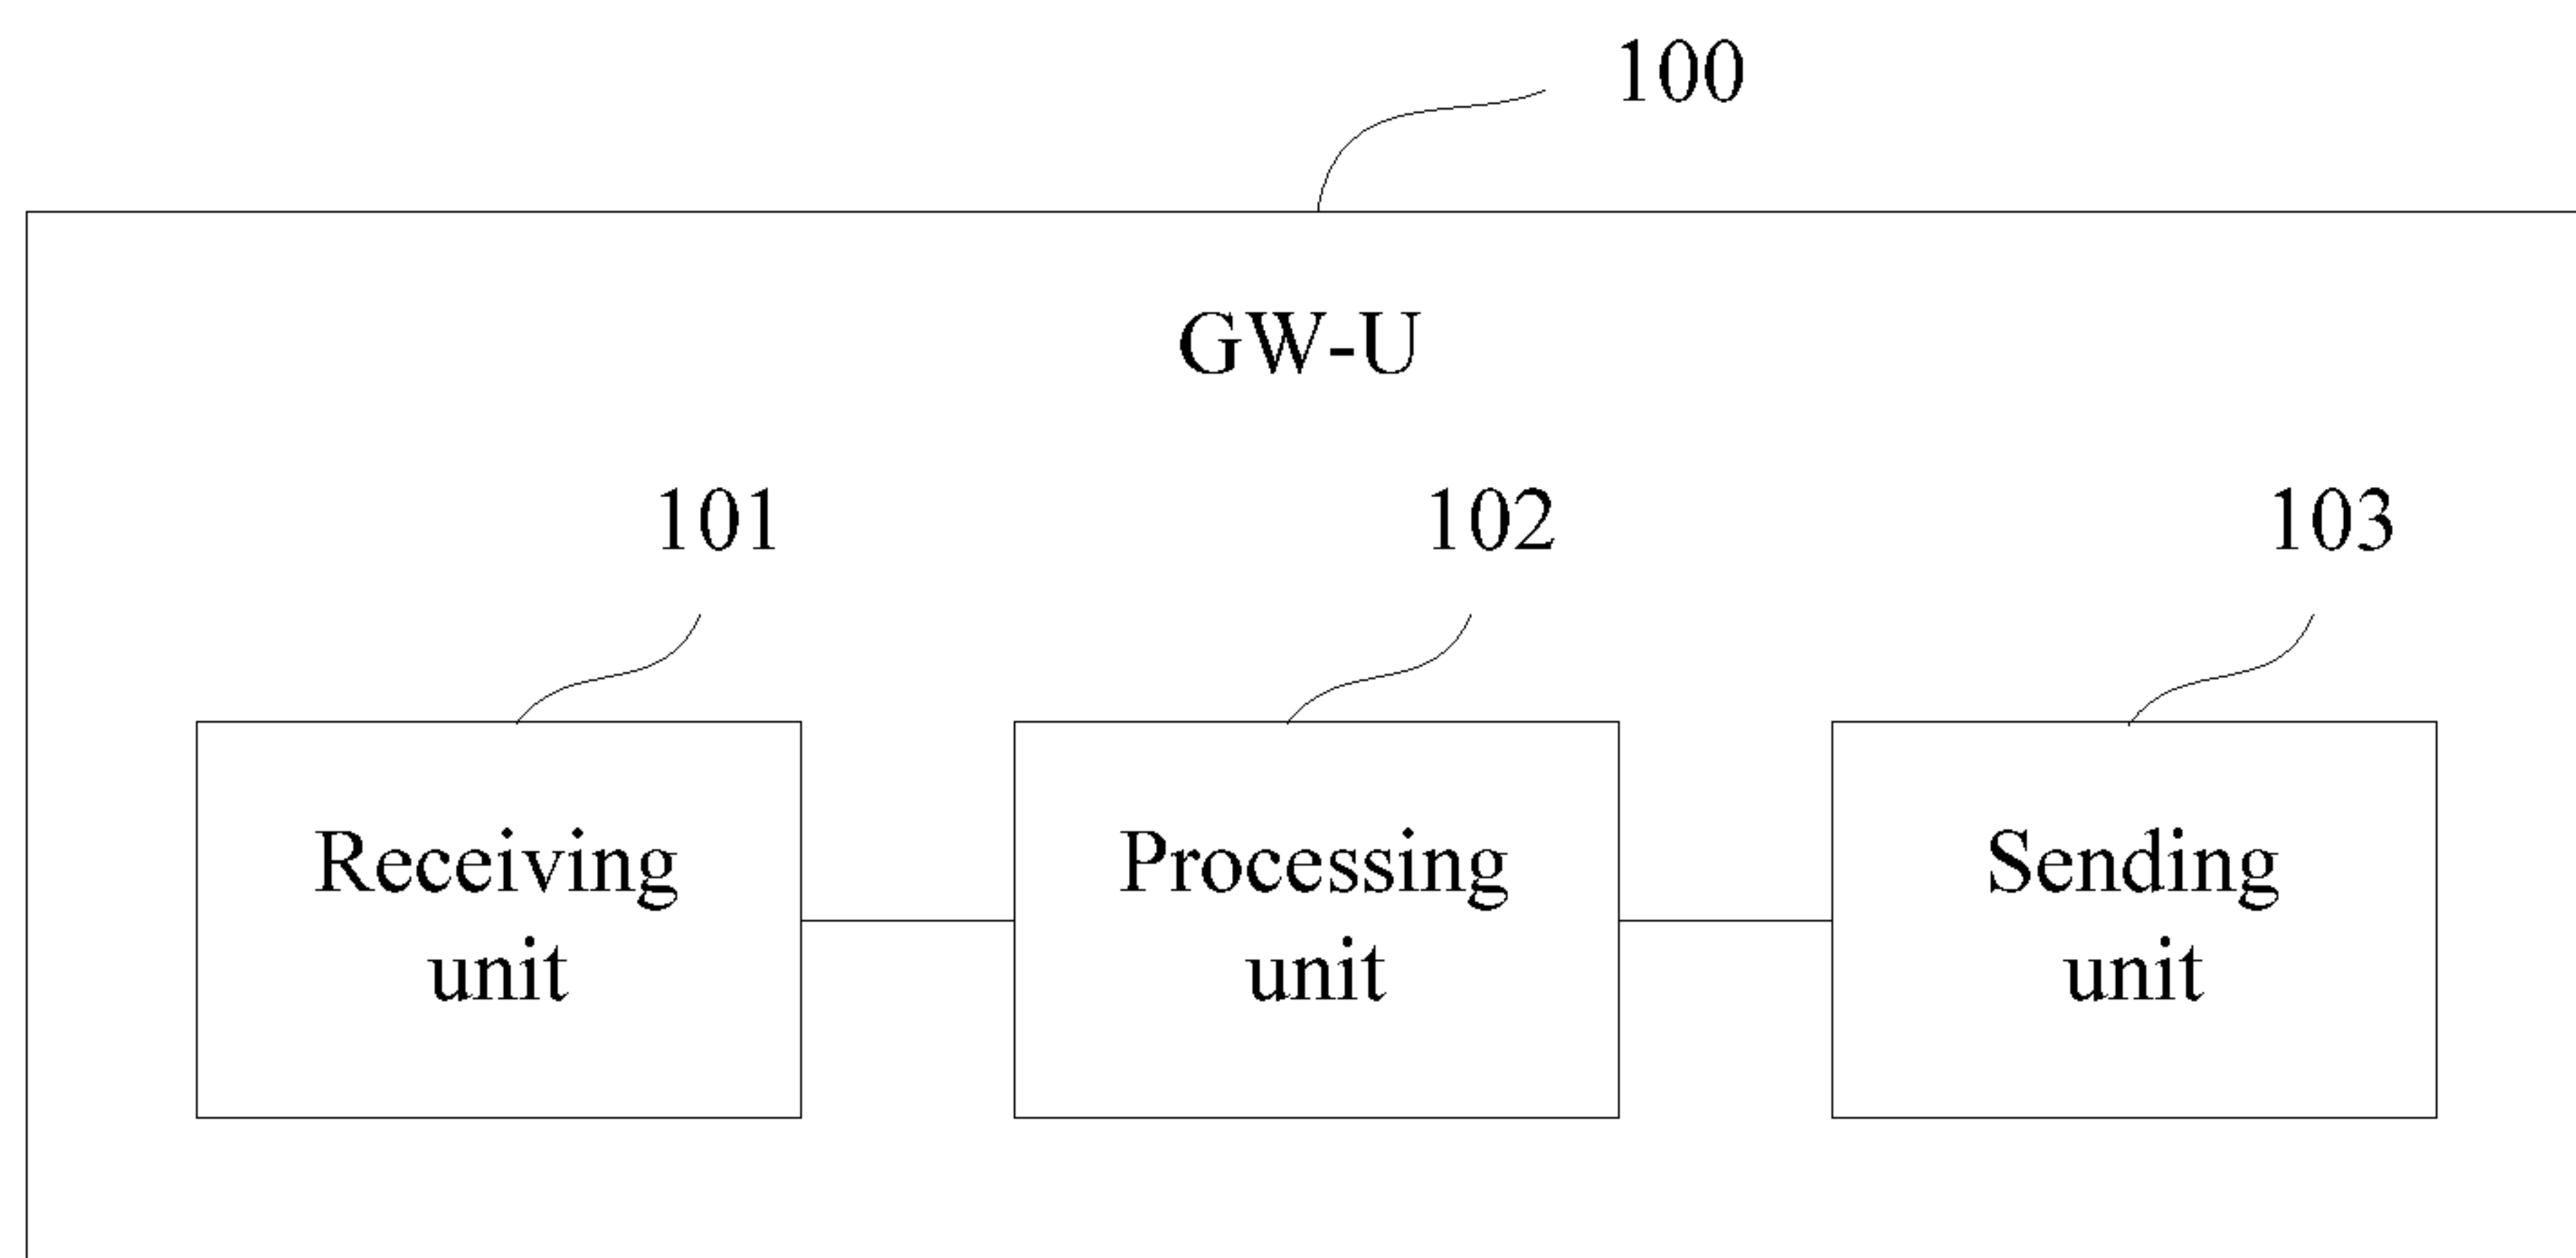 100
GW-U
101
102
103
Receiving
unit
Processing
unit
Sending
unit